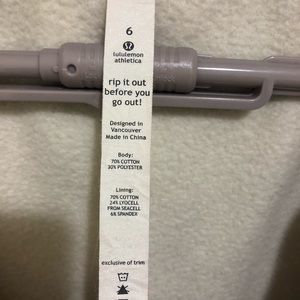 6
lululemon
athletica
rip it out
before you
go out!
Designed in
Vancouver
Made in China
Body:
70% COTTON
30% POLYESTER
Lining:
70% COTTON
24% LYOCELL
FROM SEACELL
6% SPANDEX
exclusive of trim